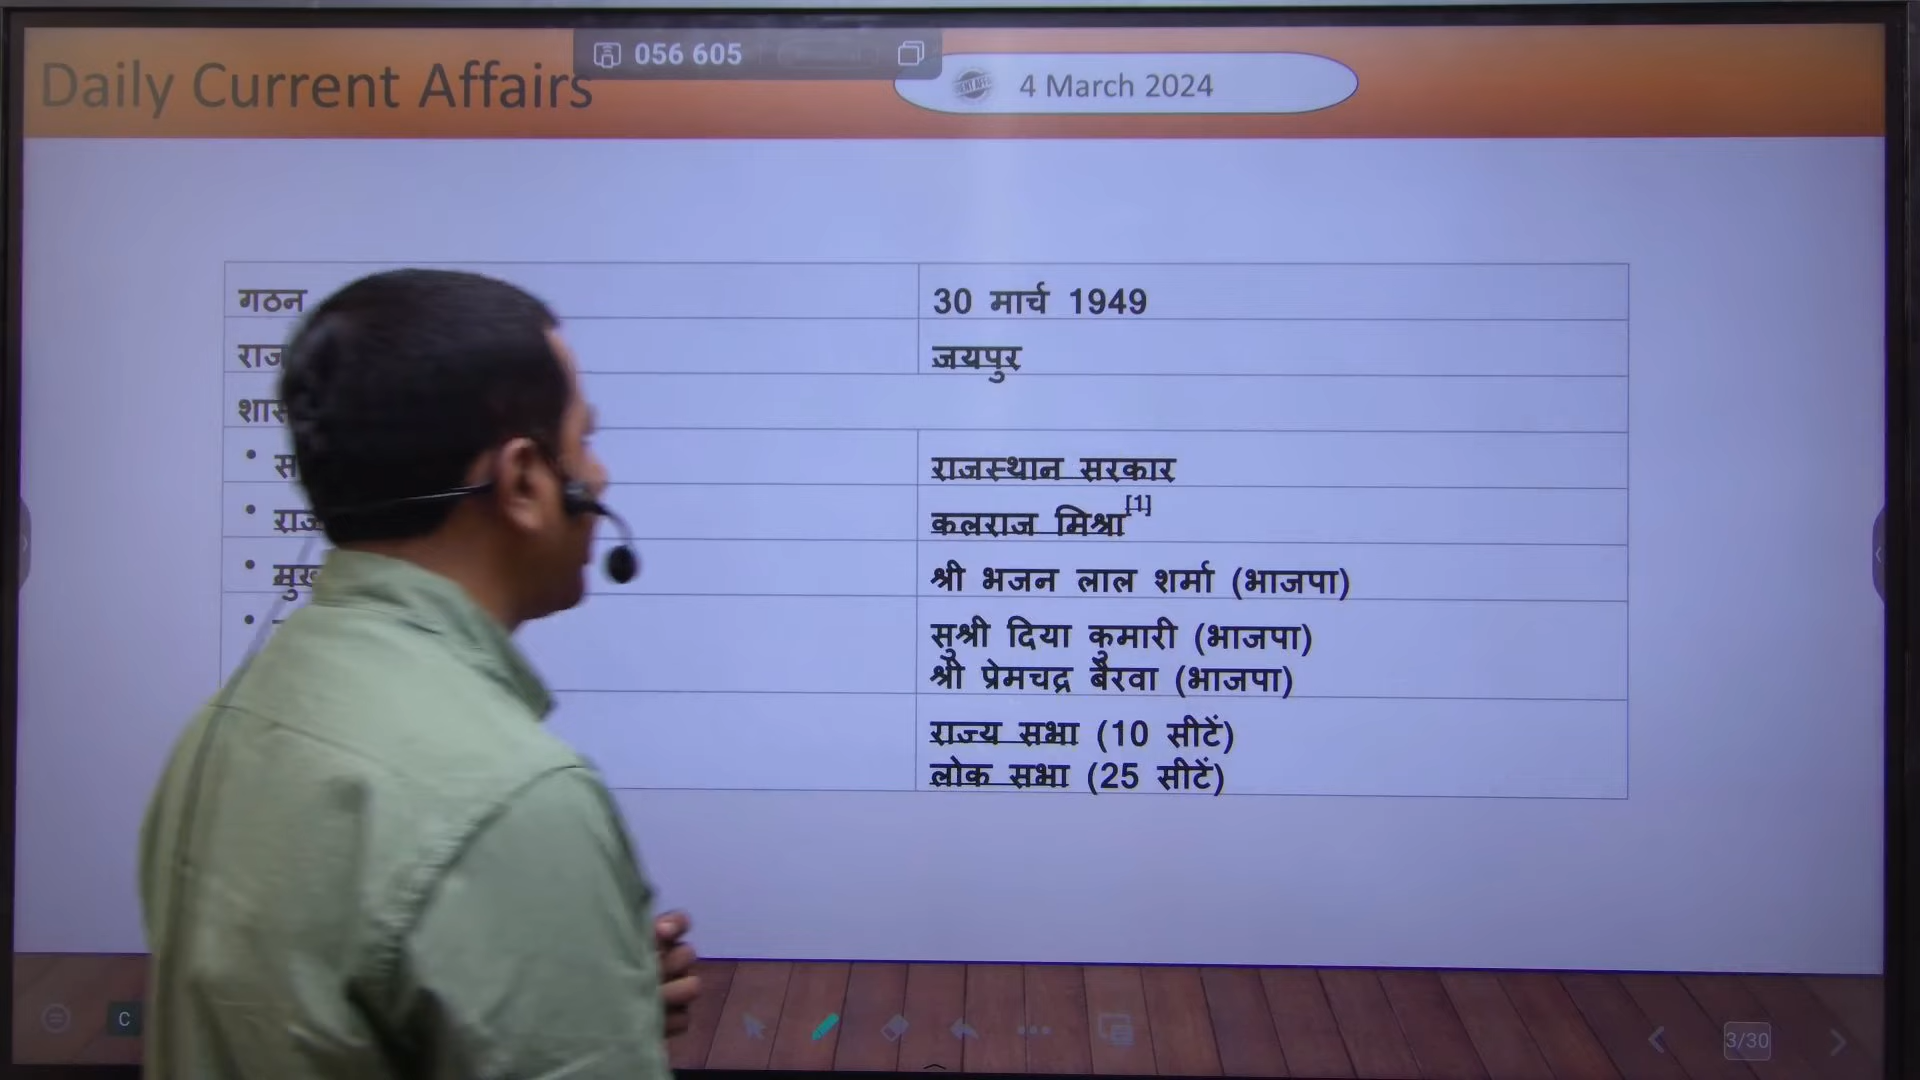 Daily Current Affairs
056 605
4 March 2024
गठन
30 मार्च 1949
जयपुर
राजस्थान सरकार
कलराज मिश्रा[1]
श्री भजन लाल शर्मा (भाजपा)
सुश्री दिया कुमारी (भाजपा)
श्री प्रेमचद्र बैरवा (भाजपा)
राज्य सभा (10 सीटें)
लोक सभा (25 सीटें)
C
3/30